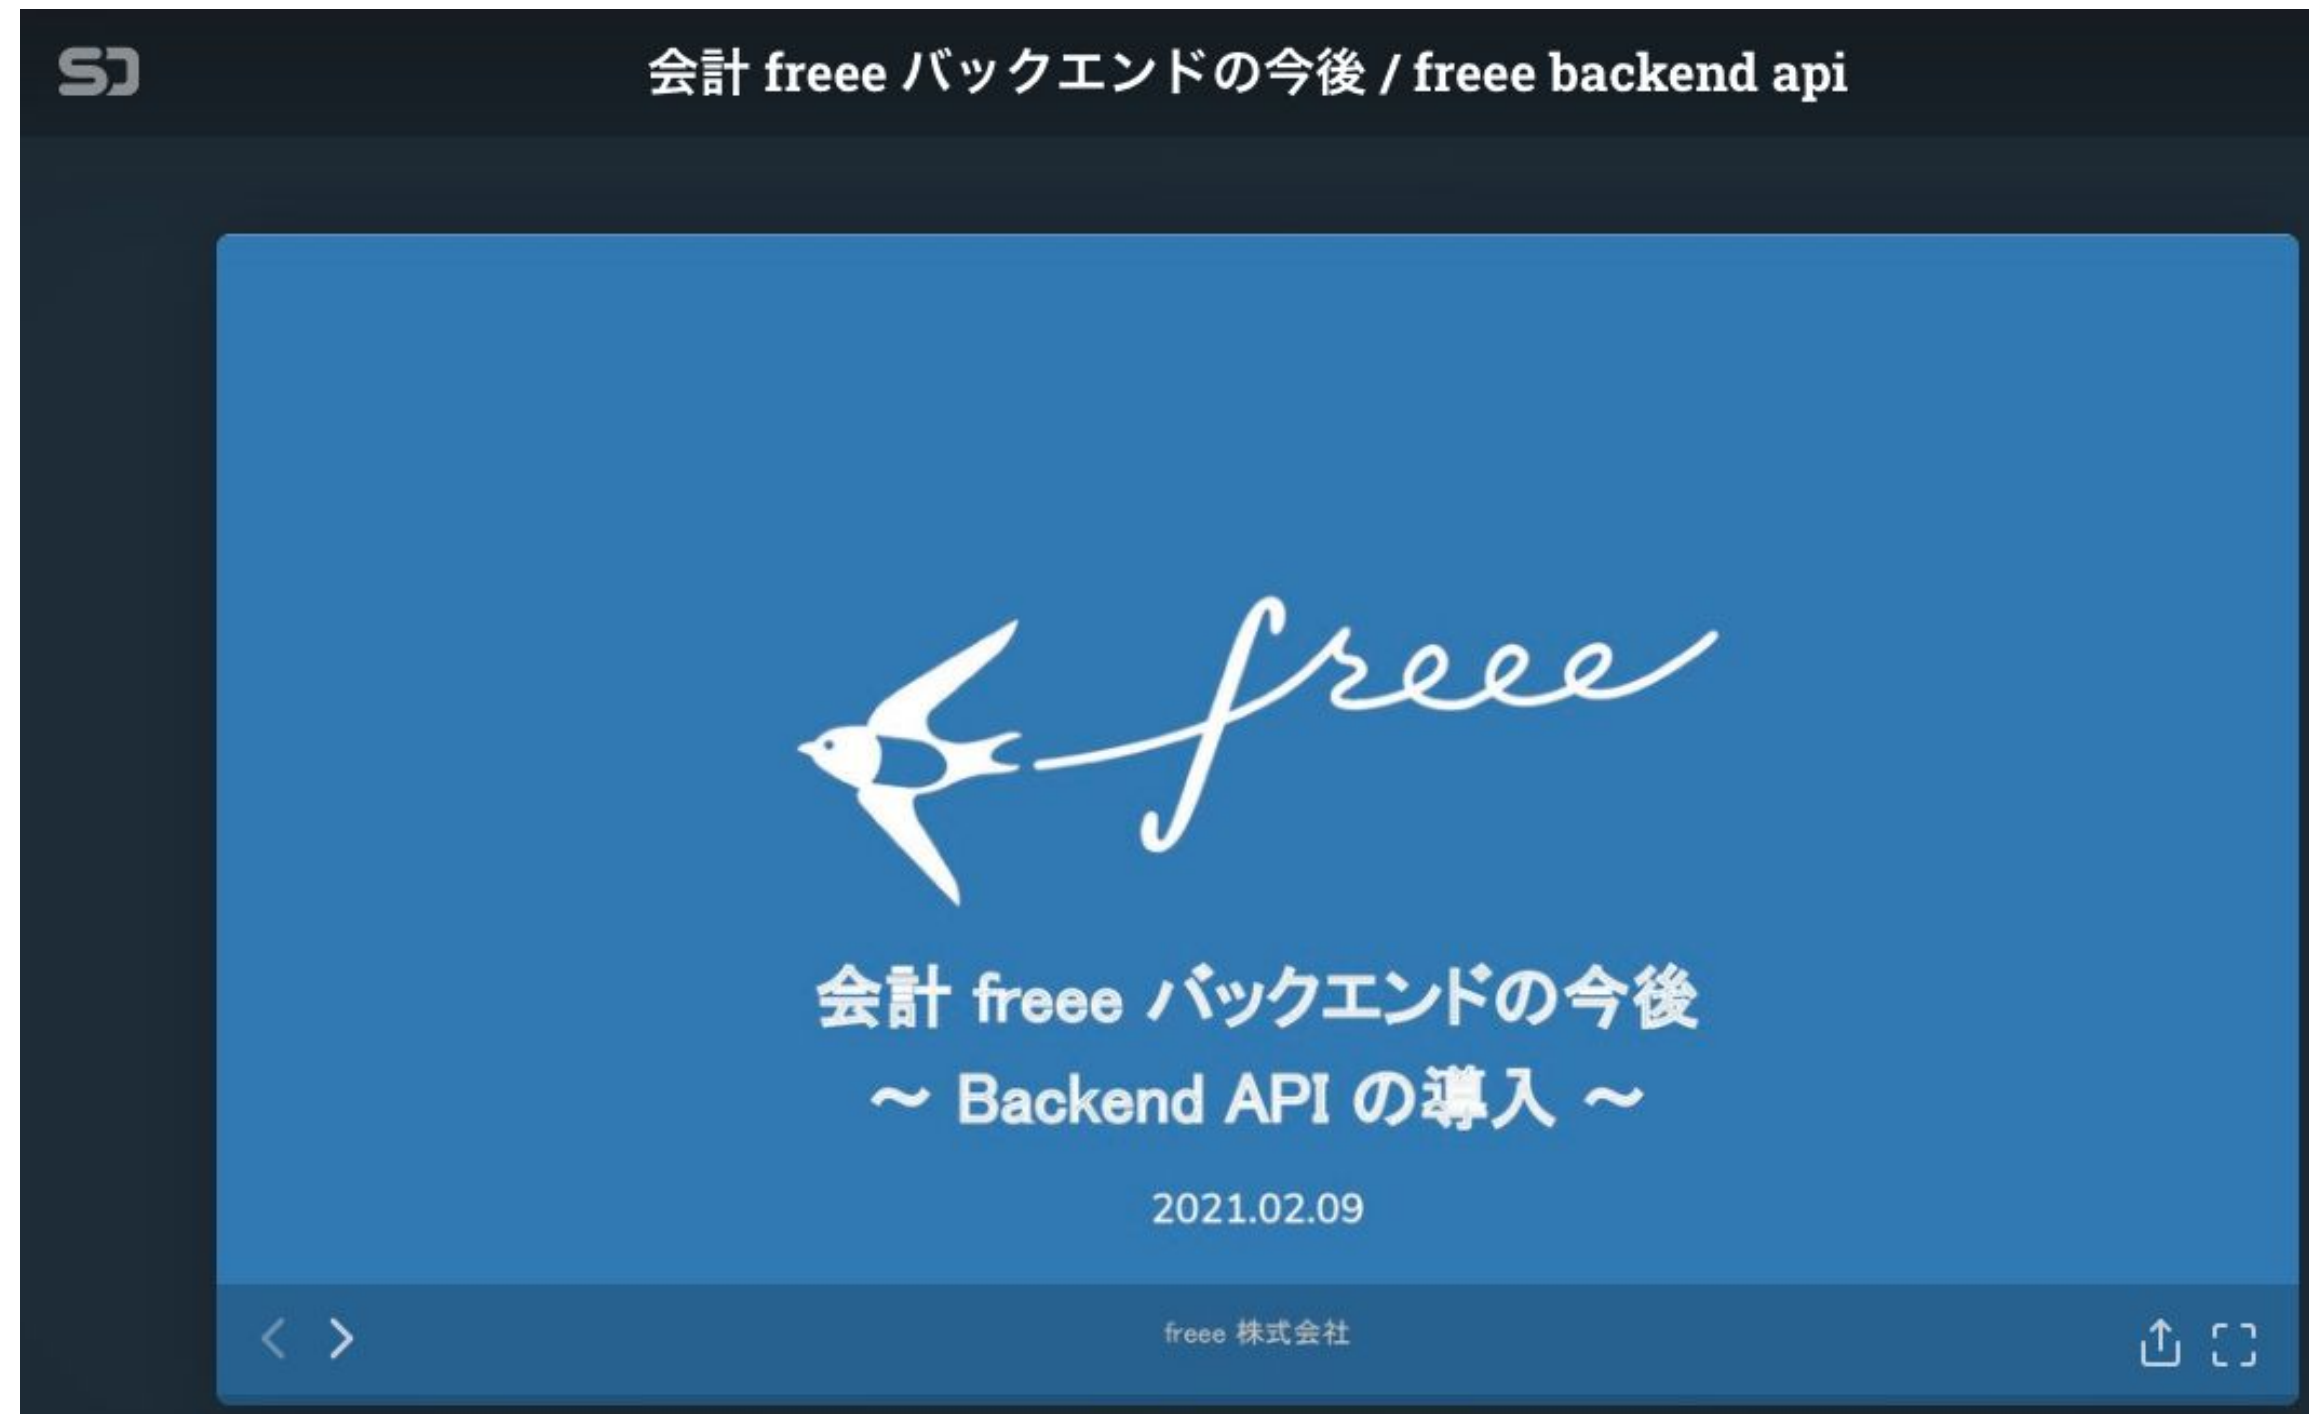 会計 freee バックエンドの今後 / freee backend api
freee
会計 freee バックエンドの今後
〜 Backend API の導入 〜
2021.02.09
freee 株式会社